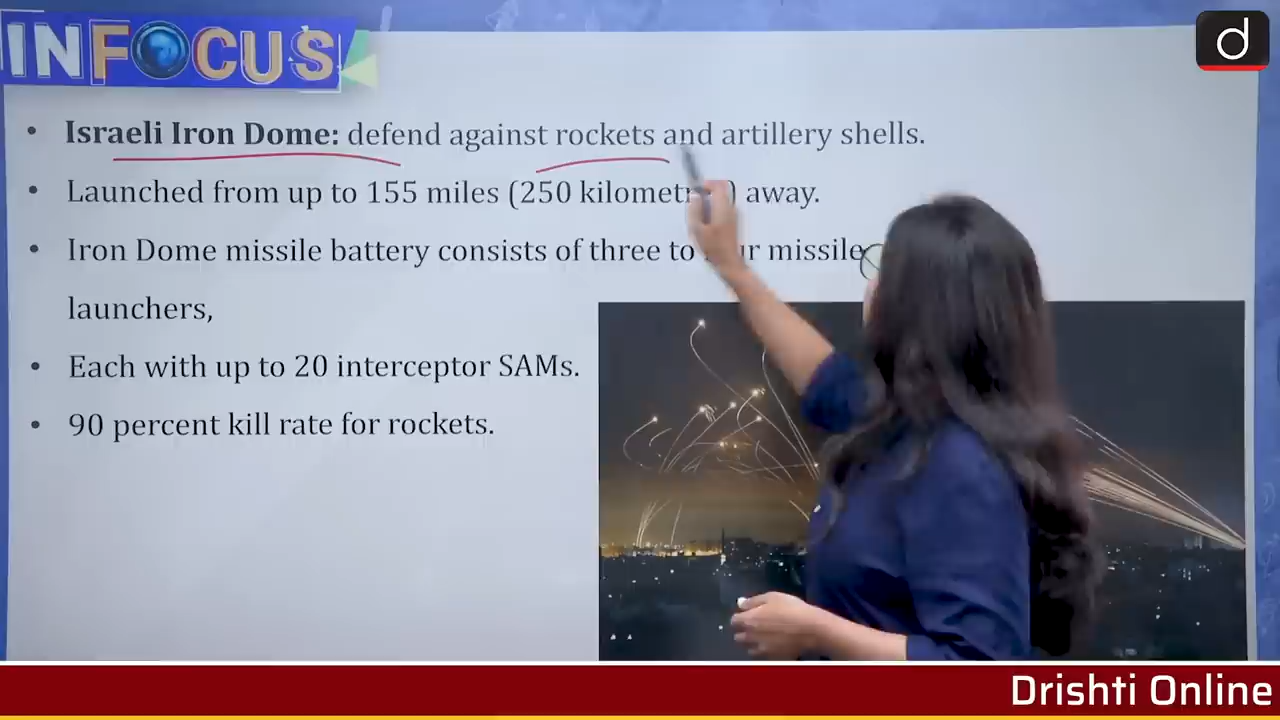 INFOCUS
d
• Israeli Iron Dome: defend against rockets and artillery shells.
• Launched from up to 155 miles (250 ) away.
• Iron Dome missile battery consists of three to missile
launchers,
• Each with up to 20 interceptor SAMs.
• 90 percent kill rate for rockets.
Drishti Online